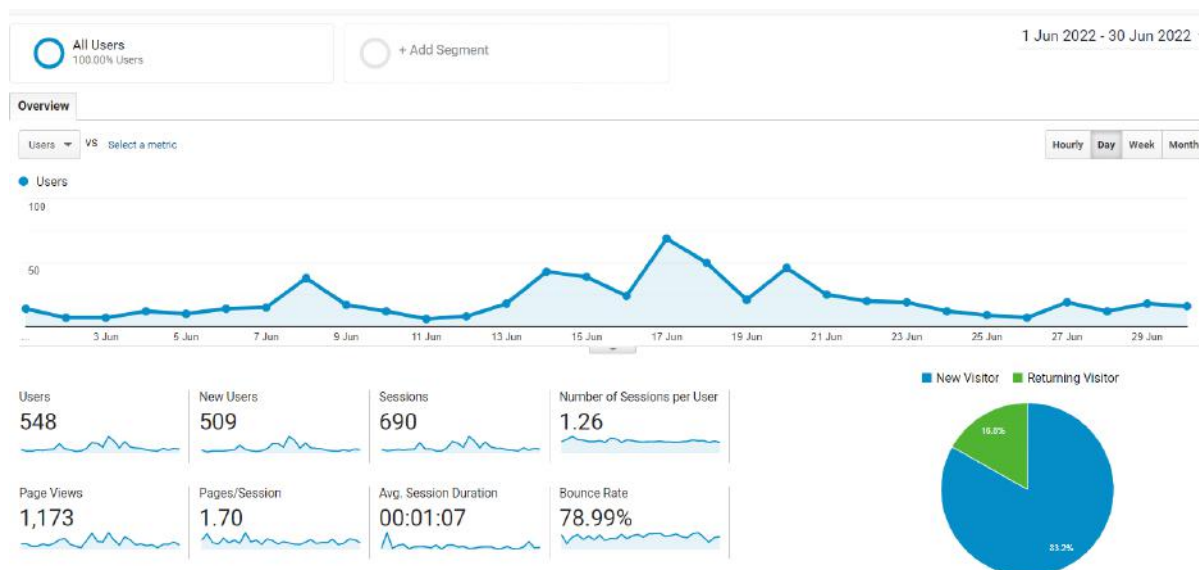 All Users
100.00% Users
+ Add Segment
1 Jun 2022 - 30 Jun 2022
Overview
Users
VS
Select a metric
Hourly
Day
Week
Month
Users
100
50
...
3 Jun
5 Jun
7 Jun
9 Jun
11 Jun
13 Jun
15 Jun
17 Jun
19 Jun
21 Jun
23 Jun
25 Jun
27 Jun
29 Jun
New Visitor
Returning Visitor
Users
548
New Users
509
Sessions
690
Number of Sessions per User
1.26
Page Views
1,173
Pages/Session
1.70
Avg. Session Duration
00:01:07
Bounce Rate
78.99%
16.8%
83.2%